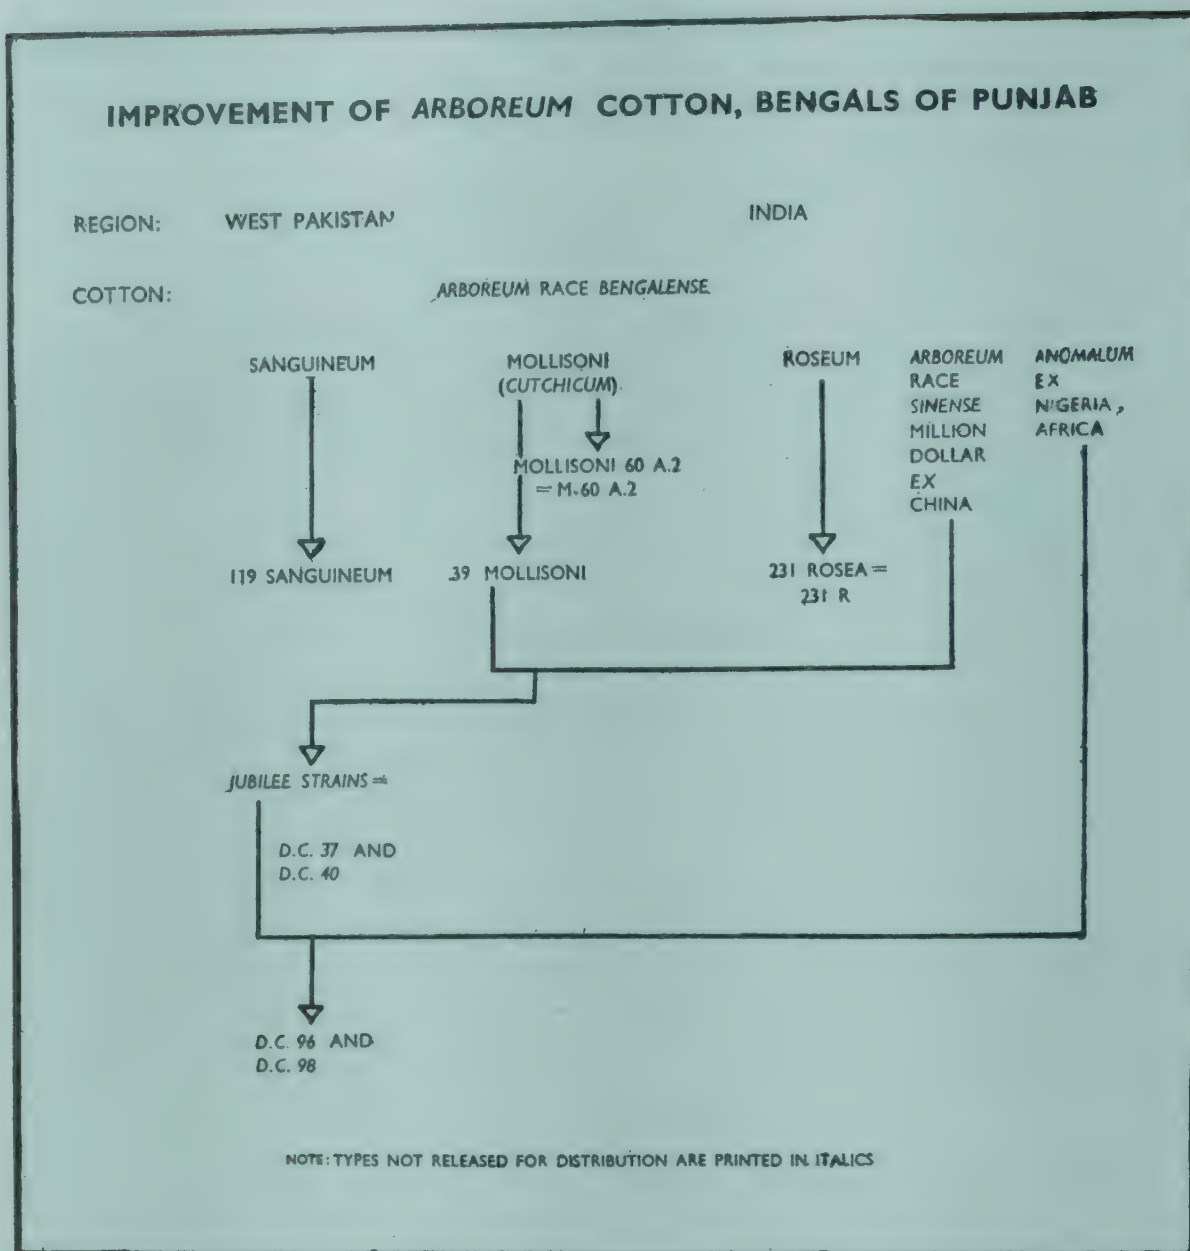 IMPROVEMENT OF ARBOREUM COTTON, BENGALS OF PUNJAB
REGION: WEST PAKISTAN INDIA
COTTON: ARBOREUM RACE BENGALENSE
SANGUINEUM
MOLLISONI
(CUTCHICUM)
MOLLISONI 60 A.2
= M.60 A.2
ROSEUM
ARBOREUM
RACE
SINENSE
MILLION
DOLLAR
EX
CHINA
ANOMALUM
EX
NIGERIA,
AFRICA
119 SANGUINEUM
39 MOLLISONI
231 ROSEA =
231 R
JUBILEE STRAINS =
D.C. 37 AND
D.C. 40
D.C. 96 AND
D.C. 98
NOTE: TYPES NOT RELEASED FOR DISTRIBUTION ARE PRINTED IN ITALICS